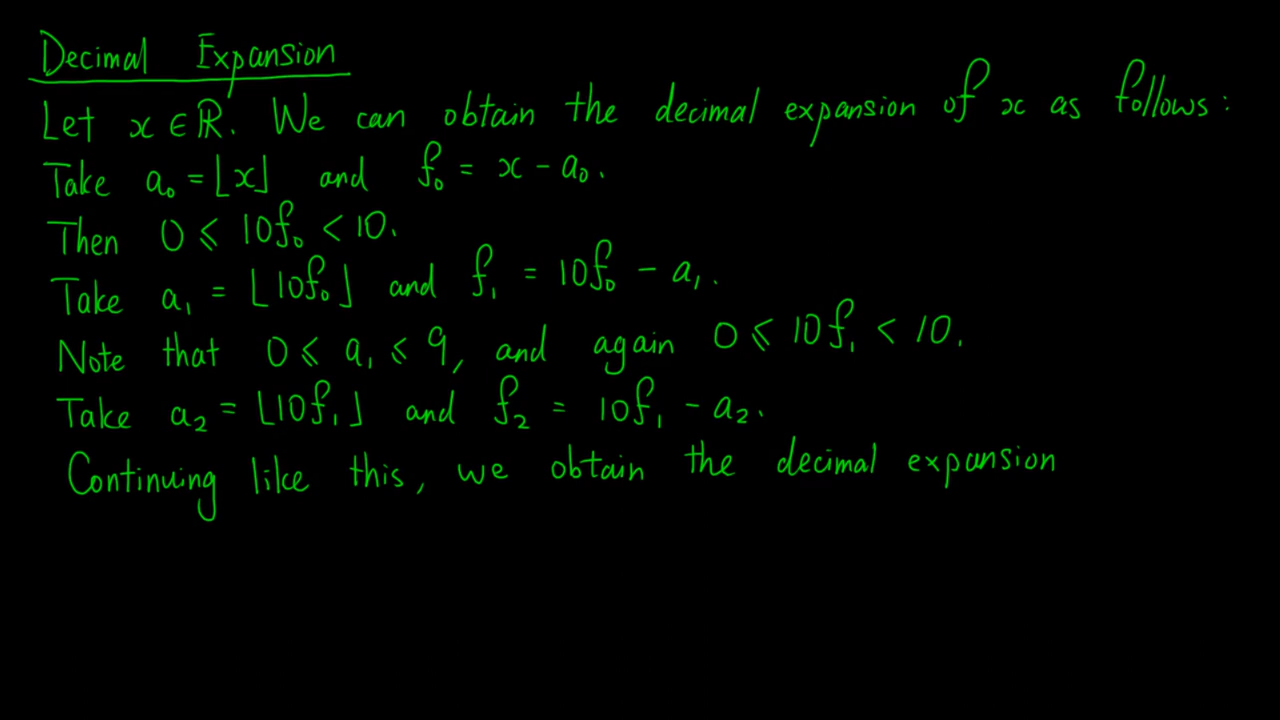 Decimal Expansion
Let x ∈ ℝ. We can obtain the decimal expansion of x as follows:
Take a₀ = ⌊x⌋ and f₀ = x − a₀.
Then 0 ⩽ 10f₀ < 10.
Take a₁ = ⌊10f₀⌋ and f₁ = 10f₀ − a₁.
Note that 0 ⩽ a₁ ⩽ 9, and again 0 ⩽ 10f₁ < 10.
Take a₂ = ⌊10f₁⌋ and f₂ = 10f₁ − a₂.
Continuing like this, we obtain the decimal expansion